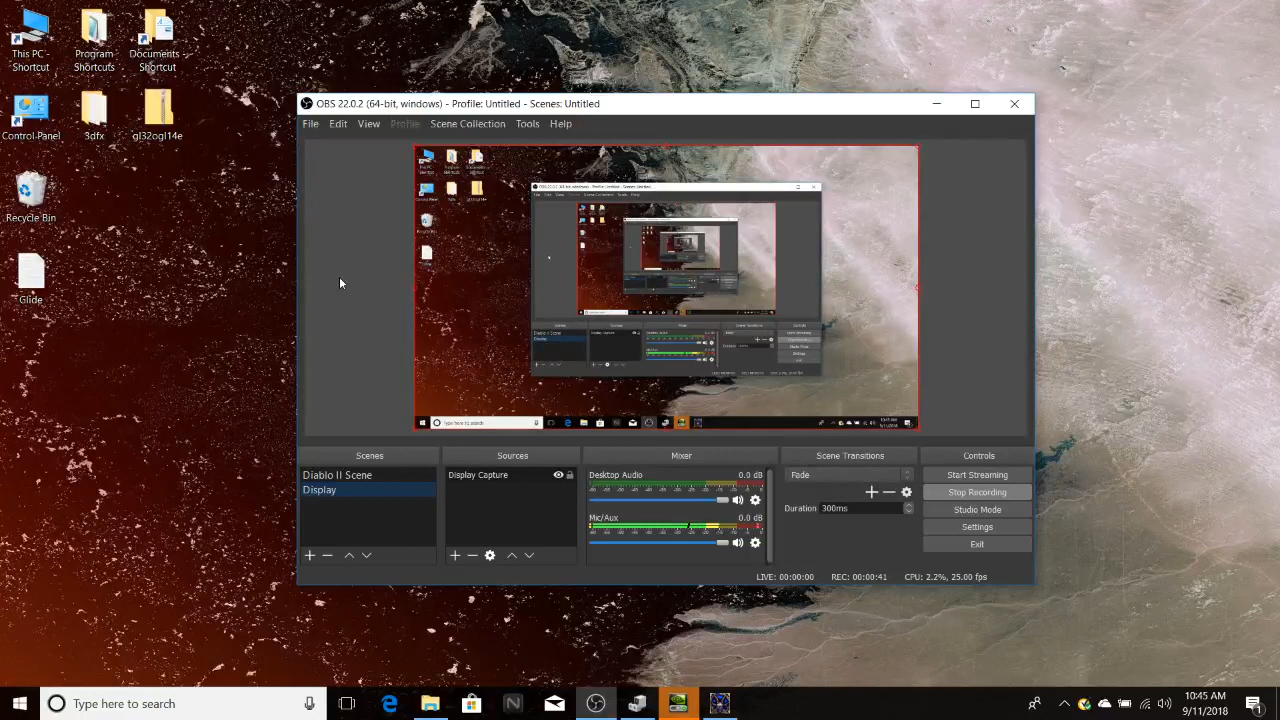 This PC -
Shortcut
Program
Shortcuts
Documents -
Shortcut
Control-Panel
3dfx
gl32ogl14e
Recycle Bin
Glide
OBS 22.0.2 (64-bit, windows) - Profile: Untitled - Scenes: Untitled
File Edit View Profile Scene Collection Tools Help
Type here to search
Scenes Sources Mixer Scene Transitions Controls
Diablo II Scene
Display
Display Capture
Desktop Audio 0.0 dB
Mic/Aux 0.0 dB
Fade
Duration 300ms
Start Streaming
Stop Recording
Studio Mode
Settings
Exit
LIVE: 00:00:00 REC: 00:00:41 CPU: 2.2%, 25.00 fps
Type here to search
10:45 AM
9/11/2018